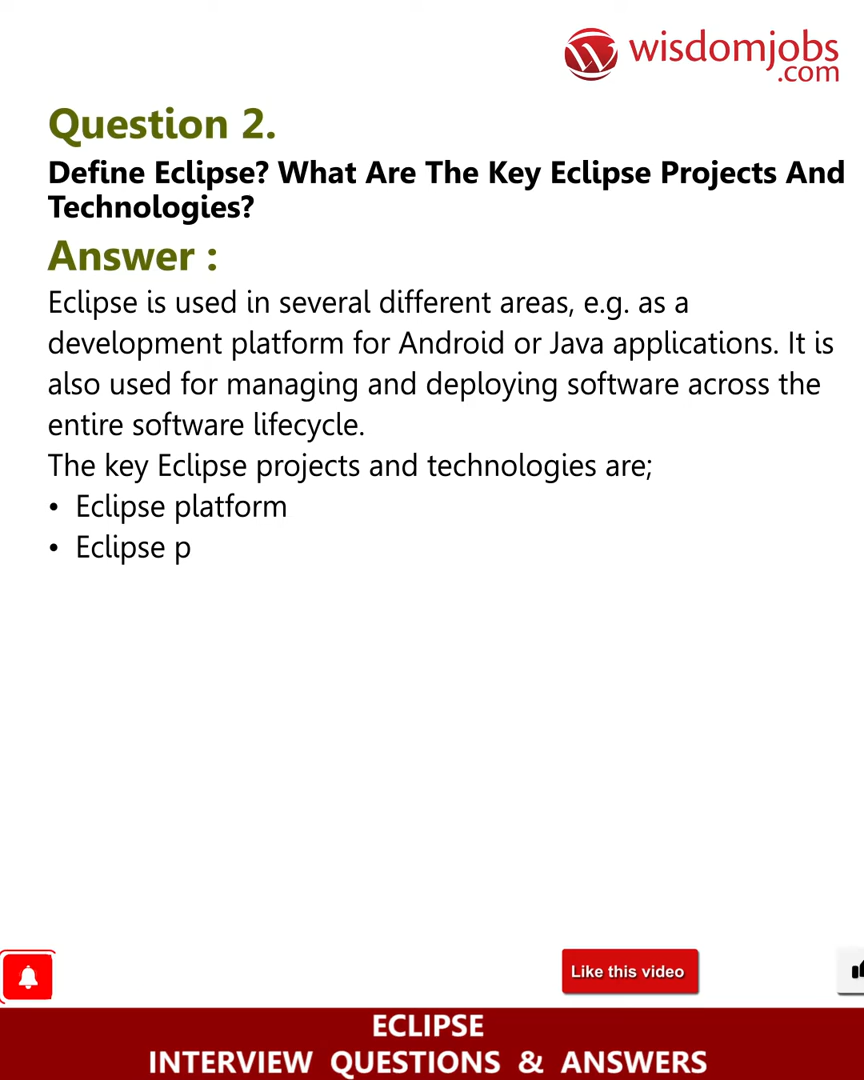 wisdomjobs
.com
Question 2.
Define Eclipse? What Are The Key Eclipse Projects And
Technologies?
Answer :
Eclipse is used in several different areas, e.g. as a
development platform for Android or Java applications. It is
also used for managing and deploying software across the
entire software lifecycle.
The key Eclipse projects and technologies are;
• Eclipse platform
• Eclipse p
Like this video
ECLIPSE
INTERVIEW QUESTIONS & ANSWERS